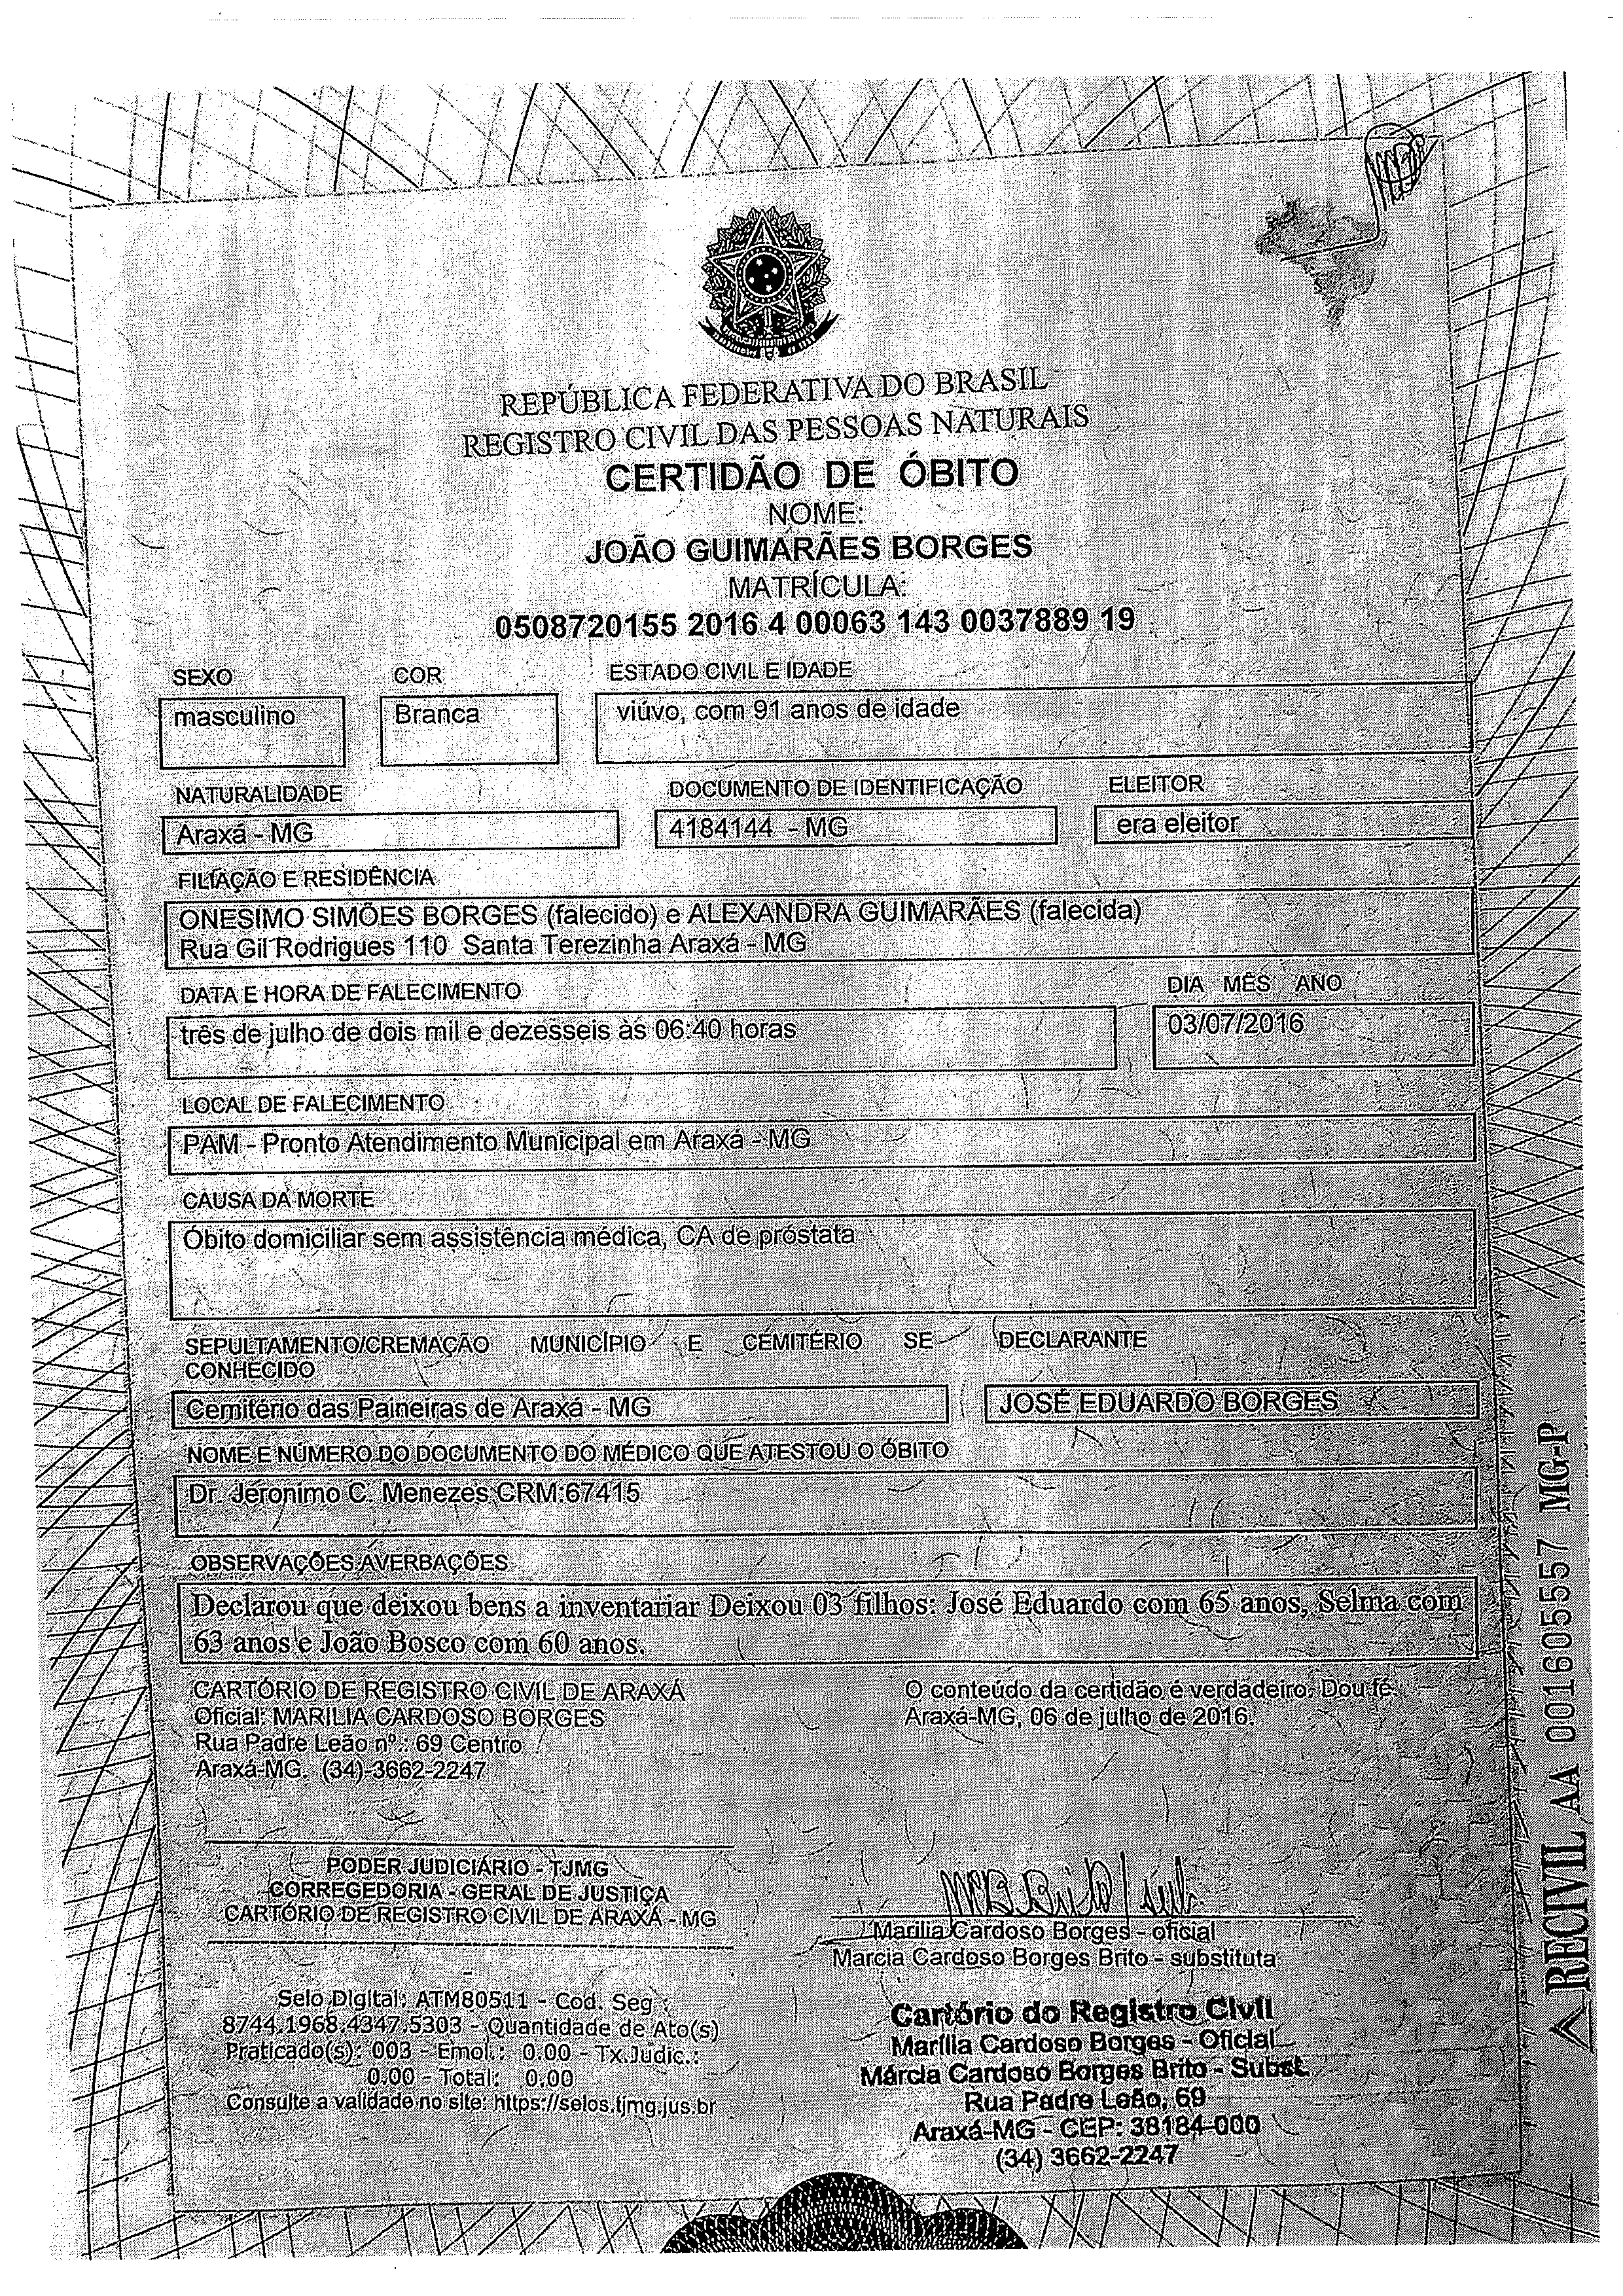 REPÚBLICA FEDERATIVA DO BRASIL
REGISTRO CIVIL DAS PESSOAS NATURAIS
CERTIDÃO DE ÓBITO
NOME:
JOÃO GUIMARÃES BORGES
MATRÍCULA:
0508720155 2016 4 00063 143 0037889 19
SEXO COR ESTADO CIVIL E IDADE
masculino Branca viúvo, com 91 anos de idade
NATURALIDADE DOCUMENTO DE IDENTIFICAÇÃO ELEITOR
Araxá - MG 4184144 - MG era eleitor
FILIAÇÃO E RESIDÊNCIA
ONESIMO SIMÕES BORGES (falecido) e ALEXANDRA GUIMARÃES (falecida)
Rua Gil Rodrigues 110 Santa Terezinha Araxá - MG
DATA E HORA DE FALECIMENTO DIA MÊS ANO
três de julho de dois mil e dezesseis às 06:40 horas 03/07/2016
LOCAL DE FALECIMENTO
PAM - Pronto Atendimento Municipal em Araxá - MG
CAUSA DA MORTE
Óbito domiciliar sem assistência médica, CA de próstata
SEPULTAMENTO/CREMAÇÃO MUNICÍPIO E CEMITÉRIO SE DECLARANTE
CONHECIDO
Cemitério das Paineiras de Araxá - MG JOSÉ EDUARDO BORGES
NOME E NÚMERO DO DOCUMENTO DO MÉDICO QUE ATESTOU O ÓBITO
Dr. Jeronimo C. Menezes CRM:67415
OBSERVAÇÕES AVERBAÇÕES
Declarou que deixou bens a inventariar Deixou 03 filhos: José Eduardo com 65 anos, Selma com
63 anos e João Bosco com 60 anos.
CARTÓRIO DE REGISTRO CIVIL DE ARAXÁ
Oficial: MARILIA CARDOSO BORGES
Rua Padre Leão nº.: 69 Centro
Araxá-MG. (34)-3662-2247
O conteúdo da certidão é verdadeiro. Dou fé.
Araxá-MG, 06 de julho de 2016.
PODER JUDICIÁRIO - TJMG
CORREGEDORIA - GERAL DE JUSTIÇA
CARTÓRIO DE REGISTRO CIVIL DE ARAXÁ - MG
Selo Digital: ATM80511 - Cod. Seg :
8744.1968.4347.5303 - Quantidade de Ato(s)
Praticado(s): 003 - Emol.: 0.00 - Tx.Judic.:
0.00 - Total: 0.00
Consulte a validade no site: https://selos.tjmg.jus.br
Marilia Cardoso Borges - oficial
Marcia Cardoso Borges Brito - substituta
Cartório do Registro Civil
Marília Cardoso Borges - Oficial
Márcia Cardoso Borges Brito - Subst.
Rua Padre Leão, 69
Araxá-MG - CEP: 38184-000
(34) 3662-2247
RECIVIL AA 00160557 MG-P